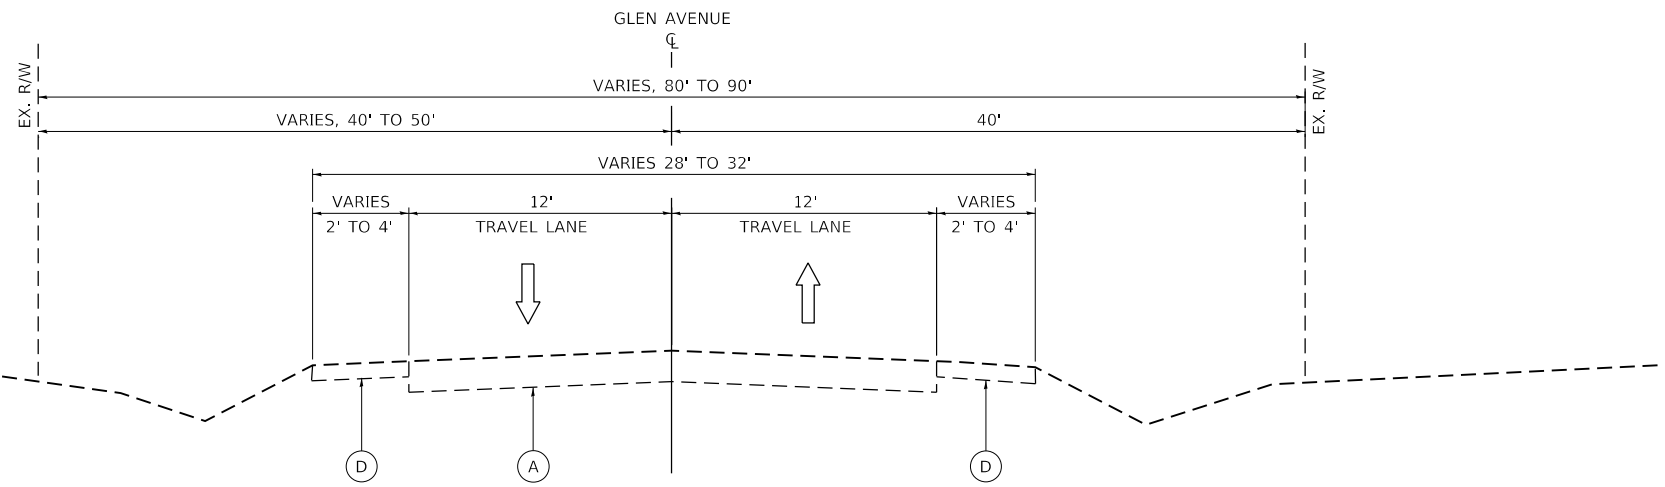 GLEN AVENUE
℄
EX. R/W
VARIES, 80' TO 90'
EX. R/W
VARIES, 40' TO 50'
40'
VARIES 28' TO 32'
VARIES
2' TO 4'
12'
TRAVEL LANE
12'
TRAVEL LANE
VARIES
2' TO 4'
D
A
D